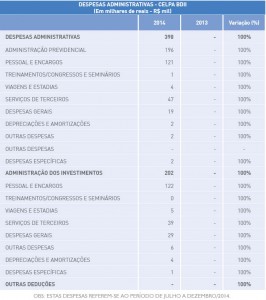 DESPESAS ADMINISTRATIVAS - CELPA BDII
(Em milhares de reais - R$ mil)
2014 2013 Variação (%)
DESPESAS ADMINISTRATIVAS 398 - 100%
ADMINISTRAÇÃO PREVIDENCIAL 196 - 100%
PESSOAL E ENCARGOS 121 - 100%
TREINAMENTOS/CONGRESSOS E SEMINÁRIOS 1 - 100%
VIAGENS E ESTADIAS 4 - 100%
SERVIÇOS DE TERCEIROS 47 - 100%
DESPESAS GERAIS 19 - 100%
DEPRECIAÇÕES E AMORTIZAÇÕES 2 - 100%
OUTRAS DESPESAS 2 - 100%
OUTRAS DESPESAS - - -
DESPESAS ESPECÍFICAS 2 - 100%
ADMINISTRAÇÃO DOS INVESTIMENTOS 202 - 100%
PESSOAL E ENCARGOS 122 - 100%
TREINAMENTOS/CONGRESSOS E SEMINÁRIOS 0 - 100%
VIAGENS E ESTADIAS 5 - 100%
SERVIÇOS DE TERCEIROS 39 - 100%
DESPESAS GERAIS 29 - 100%
OUTRAS DESPESAS 6 - 100%
DEPRECIAÇÕES E AMORTIZAÇÕES 4 - 100%
DESPESAS ESPECÍFICAS 1 - 100%
OUTRAS DEDUÇÕES - - 100%
OBS: ESTAS DESPESAS REFEREM-SE AO PERÍODO DE JULHO A DEZEMBRO/2014